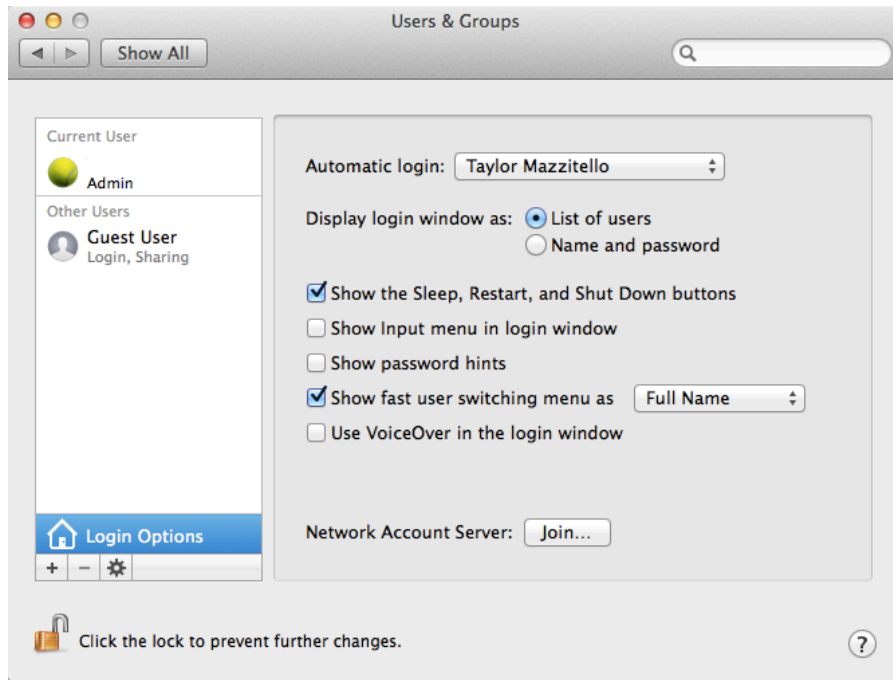 Users & Groups
Show All
Current User
Admin
Other Users
Guest User
Login, Sharing
Login Options
+ −
Automatic login: Taylor Mazzitello
Display login window as: List of users
Name and password
Show the Sleep, Restart, and Shut Down buttons
Show Input menu in login window
Show password hints
Show fast user switching menu as Full Name
Use VoiceOver in the login window
Network Account Server: Join...
Click the lock to prevent further changes.
?